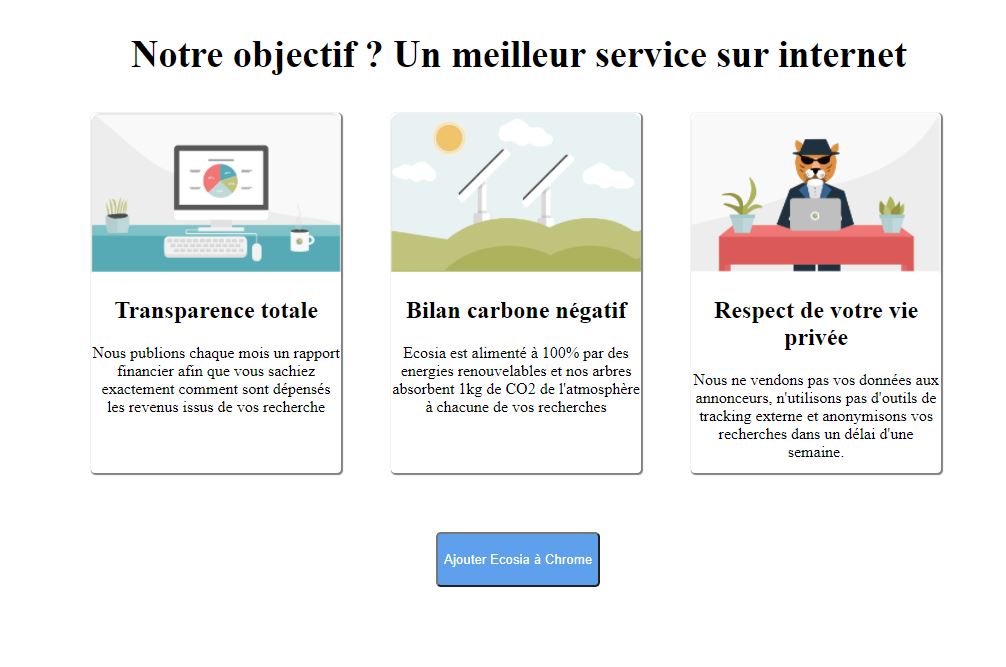 Notre objectif ? Un meilleur service sur internet
Transparence totale
Nous publions chaque mois un rapport
financier afin que vous sachiez
exactement comment sont dépensés
les revenus issus de vos recherche
Bilan carbone négatif
Ecosia est alimenté à 100% par des
energies renouvelables et nos arbres
absorbent 1kg de CO2 de l'atmosphère
à chacune de vos recherches
Respect de votre vie
privée
Nous ne vendons pas vos données aux
annonceurs, n'utilisons pas d'outils de
tracking externe et anonymisons vos
recherches dans un délai d'une
semaine.
Ajouter Ecosia à Chrome